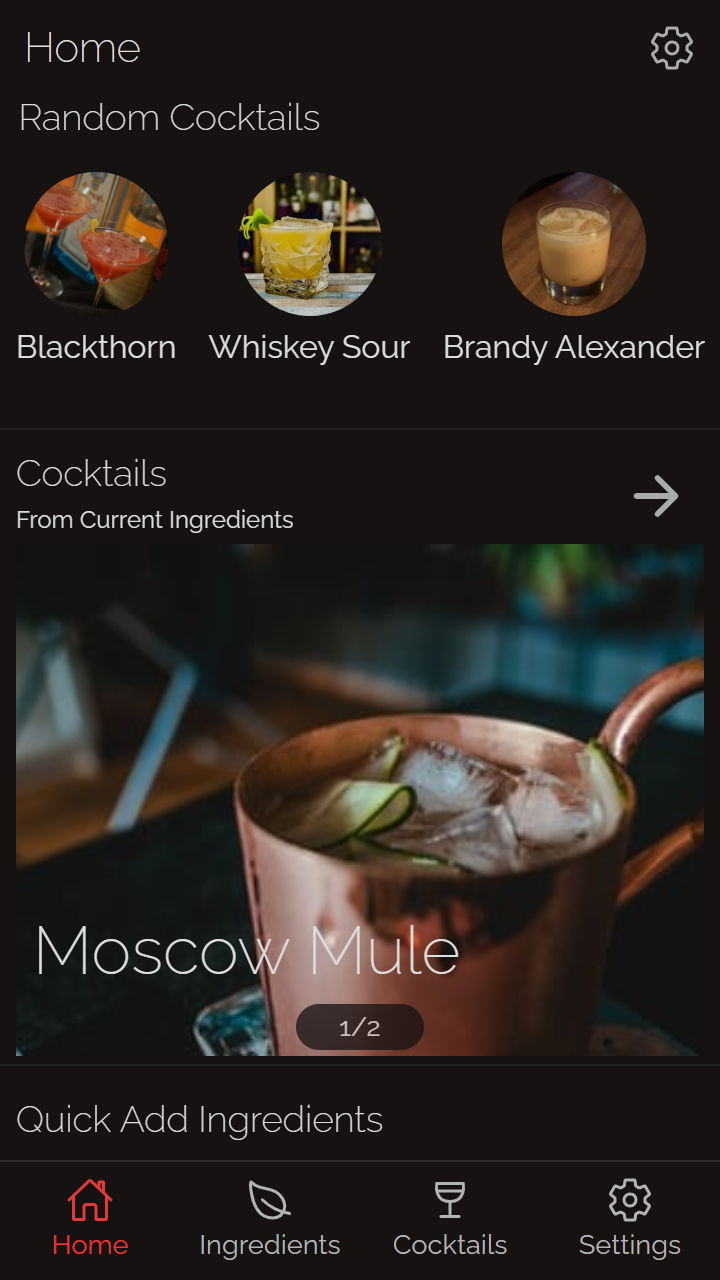 Home
Random Cocktails
Blackthorn
Whiskey Sour
Brandy Alexander
Cocktails
From Current Ingredients
Moscow Mule
1/2
Quick Add Ingredients
Home
Ingredients
Cocktails
Settings